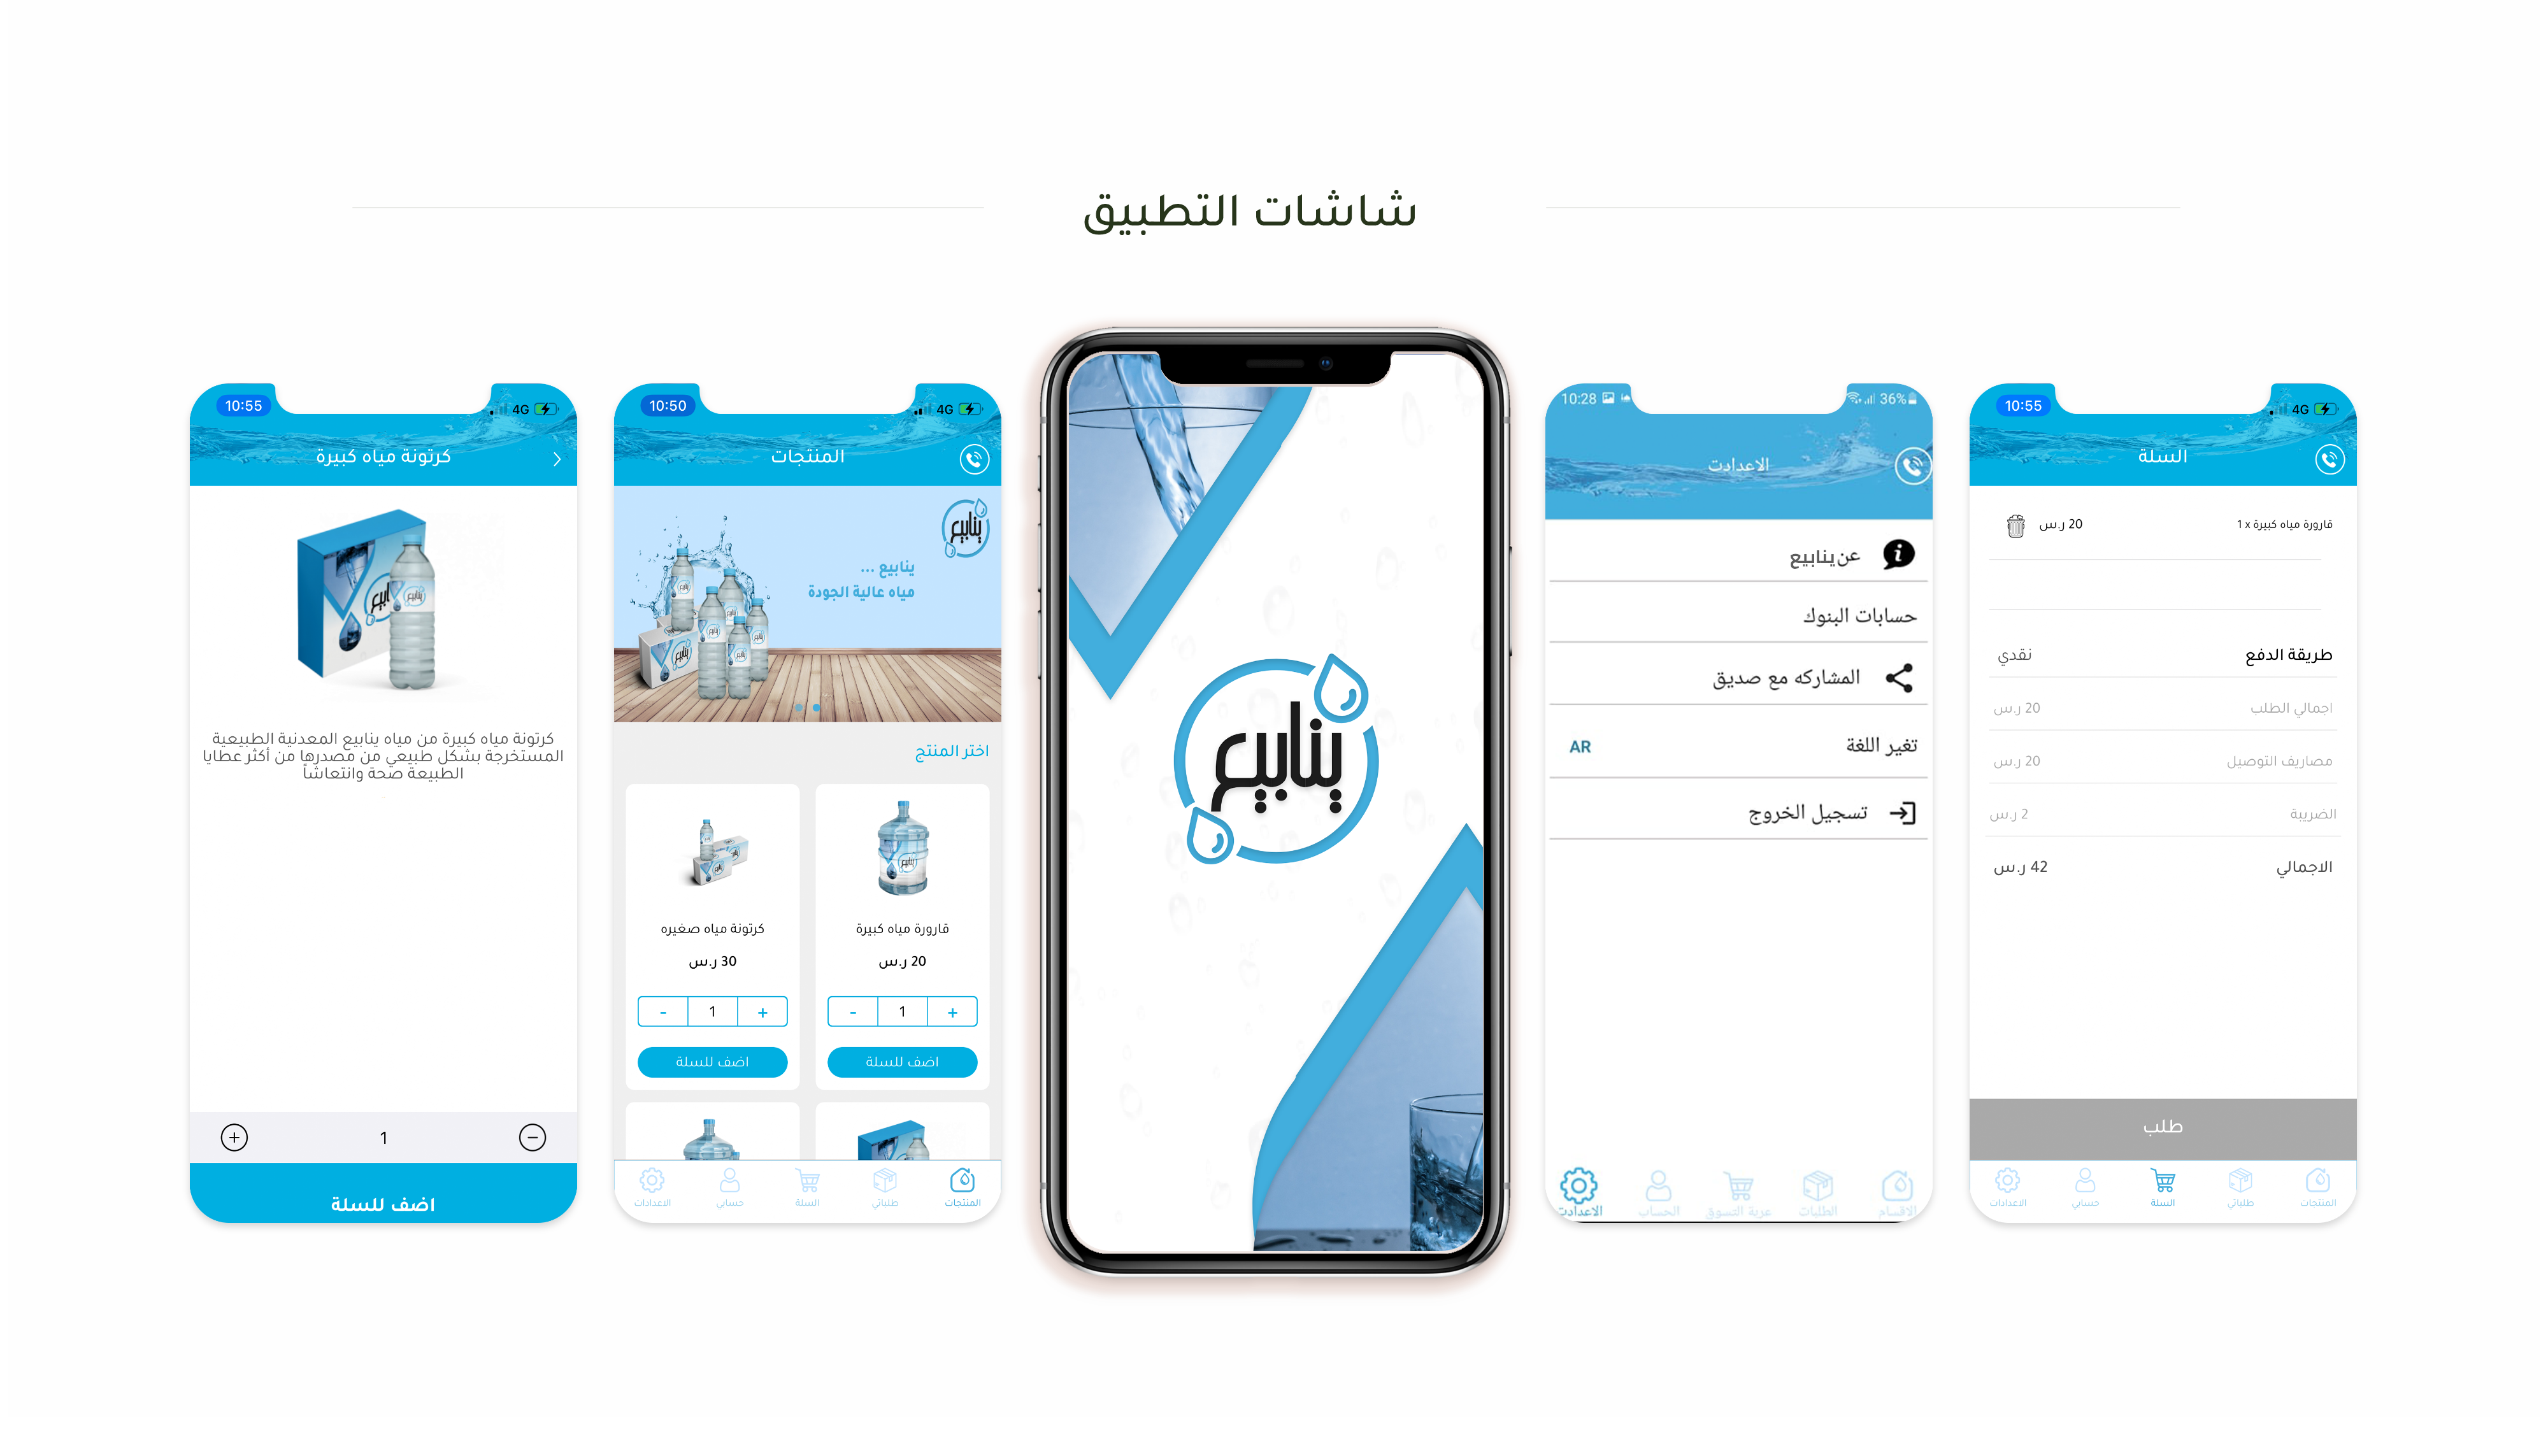 شاشات التطبيق
10:55
4G
السلة
قارورة مياه كبيرة x 1
20 ر.س
طريقة الدفع
نقدي
اجمالي الطلب
20 ر.س
مصاريف التوصيل
20 ر.س
الضريبة
2 ر.س
الاجمالي
42 ر.س
طلب
المنتجات
طلباتي
السلة
حسابي
الاعدادات
10:28
36%
الاعدادت
عن ينابيع
حسابات البنوك
المشاركه مع صديق
تغير اللغة
AR
تسجيل الخروج
الاقسام
الطلبات
عربة التسوق
الحساب
الاعدادت
ينابيع
10:50
4G
المنتجات
ينابيع
ينابيع ...
مياه عالية الجودة
اختر المنتج
قارورة مياه كبيرة
20 ر.س
+ 1 -
اضف للسلة
كرتونة مياه صغيره
30 ر.س
+ 1 -
اضف للسلة
المنتجات
طلباتي
السلة
حسابي
الاعدادات
10:55
4G
كرتونة مياه كبيرة
كرتونة مياه كبيرة من مياه ينابيع المعدنية الطبيعية
المستخرجة بشكل طبيعي من مصدرها من أكثر عطايا
الطبيعة صحة وانتعاشاً
1
اضف للسلة